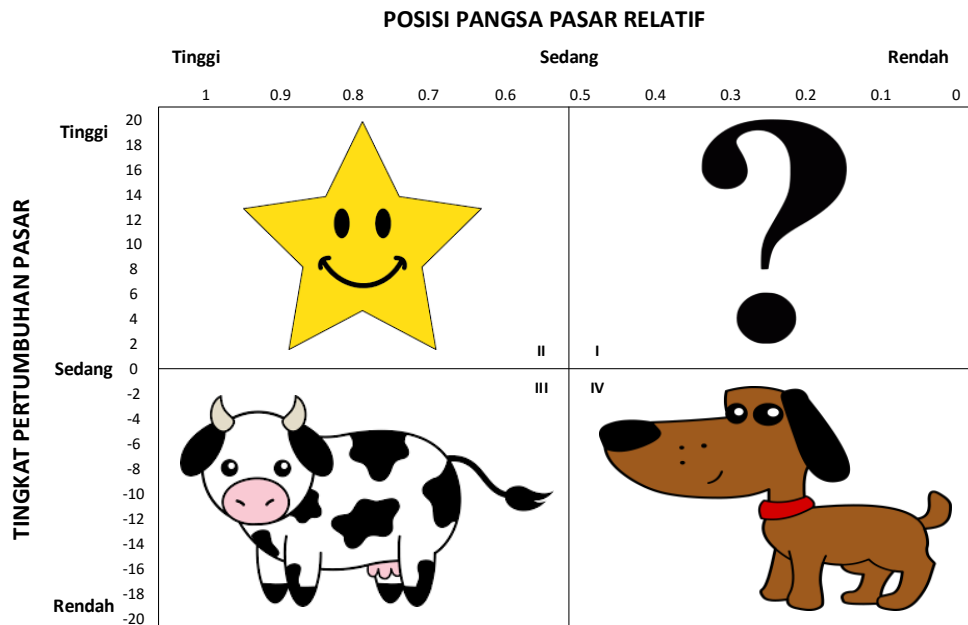 POSISI PANGSA PASAR RELATIF
Tinggi Sedang Rendah
1 0.9 0.8 0.7 0.6 0.5 0.4 0.3 0.2 0.1 0
TINGKAT PERTUMBUHAN PASAR
Tinggi
20
18
16
14
12
10
8
6
4
2
II I
Sedang 0
III IV
-2
-4
-6
-8
-10
-12
-14
-16
-18
Rendah
-20